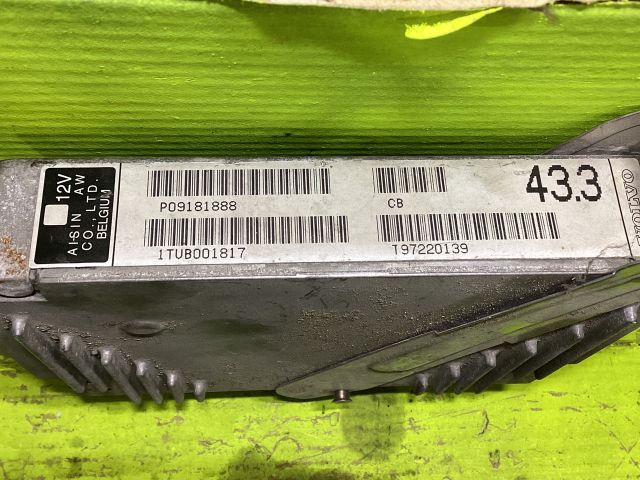 12V
AISIN AW
CO., LTD.
BELGIUM
P09181888
CB
43.3
1TUB001817
T97220139
VOLVO